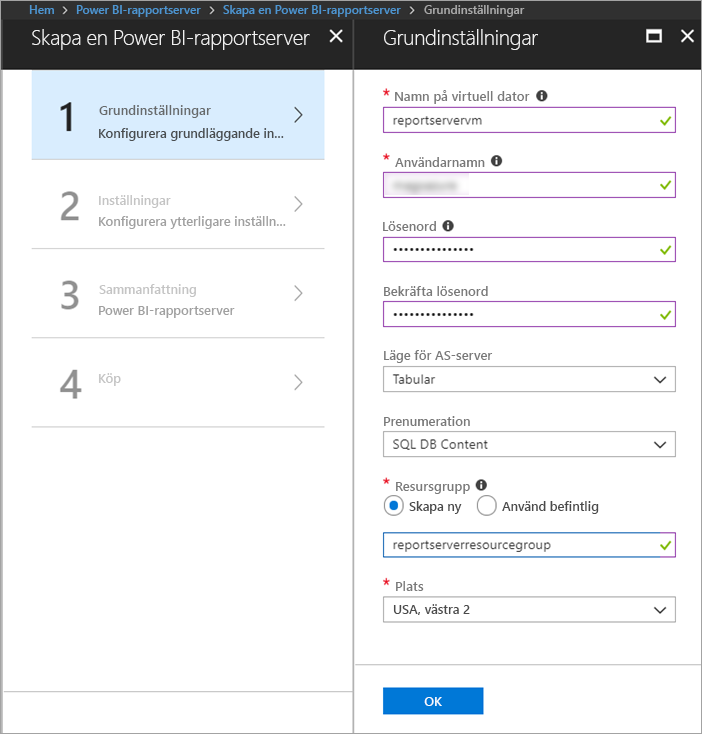 Hem > Power BI-rapportserver > Skapa en Power BI-rapportserver > Grundinställningar
Skapa en Power BI-rapportserver
1
Grundinställningar
Konfigurera grundläggande in...
2
Inställningar
Konfigurera ytterligare inställn...
3
Sammanfattning
Power BI-rapportserver
4
Köp
Grundinställningar
* Namn på virtuell dator
reportservervm
* Användarnamn
Lösenord
•••••••••••••••
Bekräfta lösenord
•••••••••••••••
Läge för AS-server
Tabular
Prenumeration
SQL DB Content
* Resursgrupp
Skapa ny Använd befintlig
reportserverresourcegroup
* Plats
USA, västra 2
OK